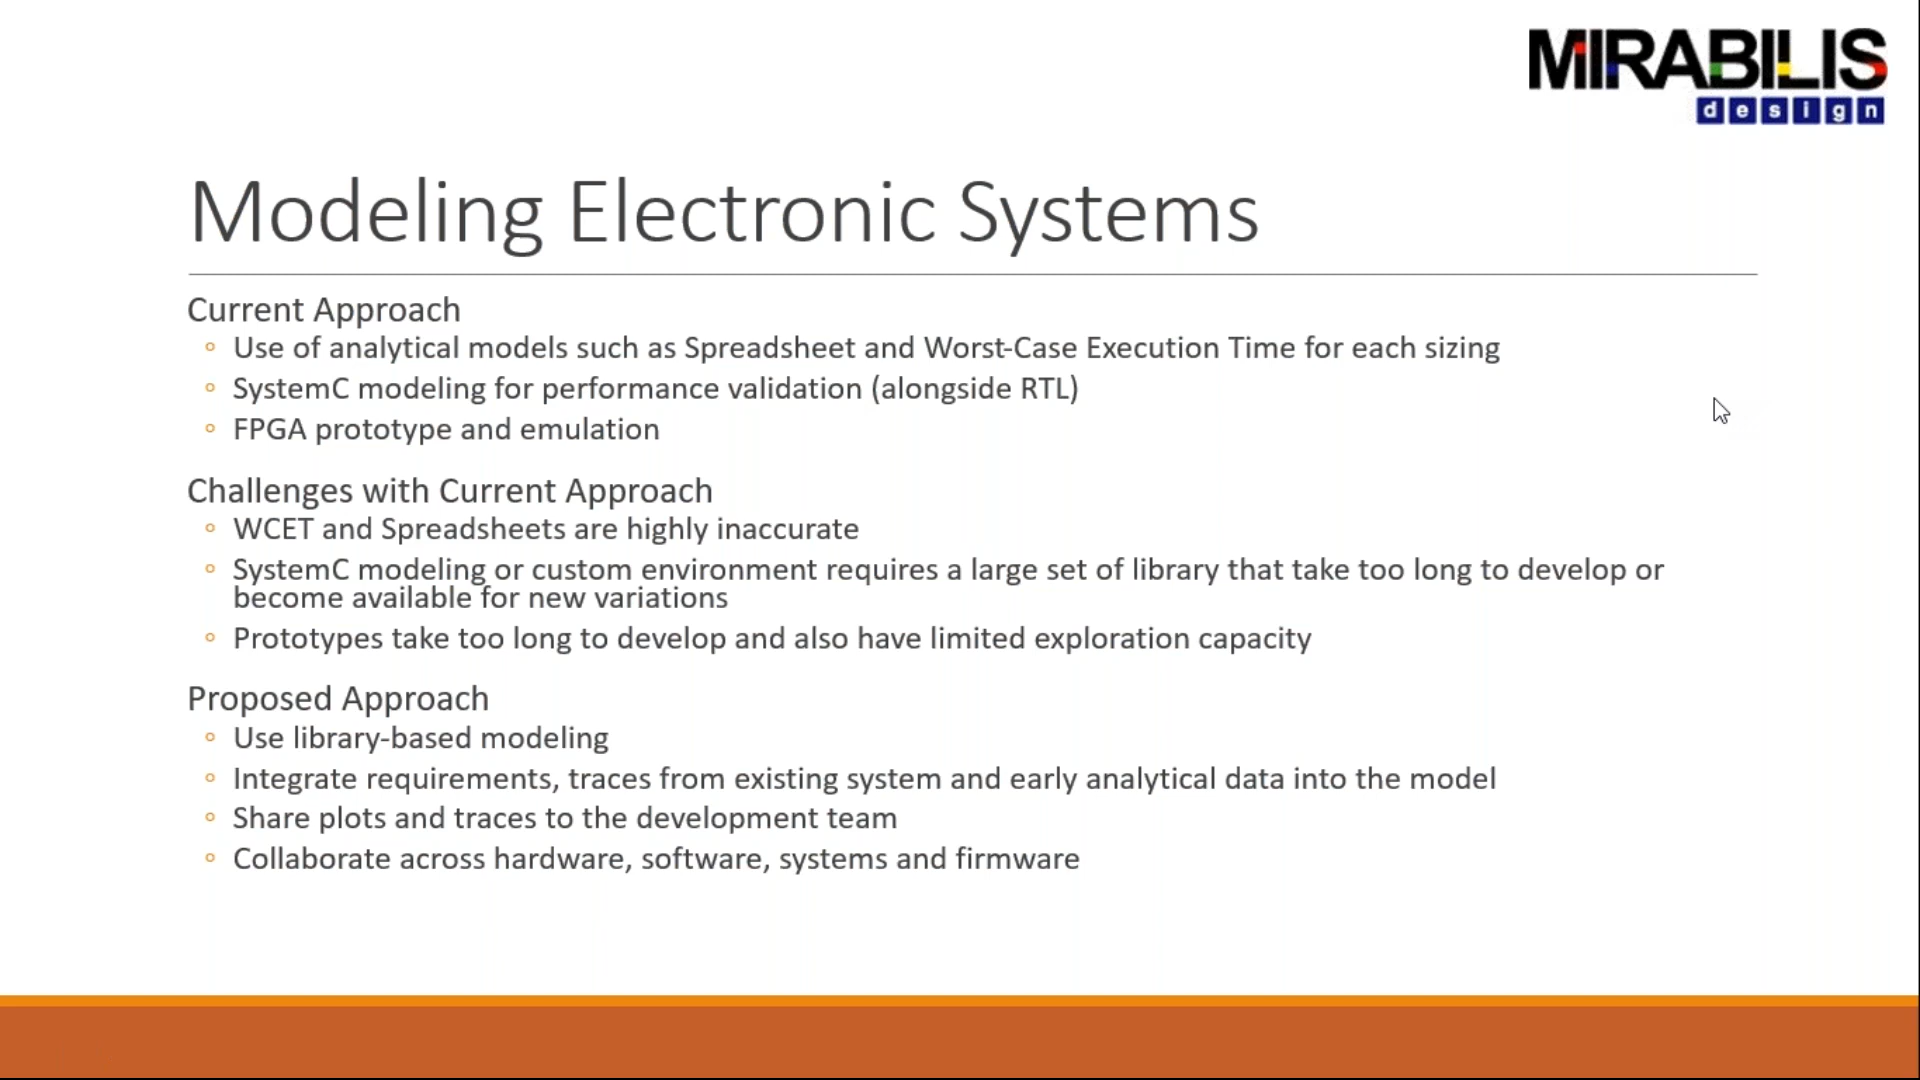 MIRABILIS
design
Modeling Electronic Systems
Current Approach
Use of analytical models such as Spreadsheet and Worst-Case Execution Time for each sizing
SystemC modeling for performance validation (alongside RTL)
FPGA prototype and emulation
Challenges with Current Approach
WCET and Spreadsheets are highly inaccurate
SystemC modeling or custom environment requires a large set of library that take too long to develop or
become available for new variations
Prototypes take too long to develop and also have limited exploration capacity
Proposed Approach
Use library-based modeling
Integrate requirements, traces from existing system and early analytical data into the model
Share plots and traces to the development team
Collaborate across hardware, software, systems and firmware